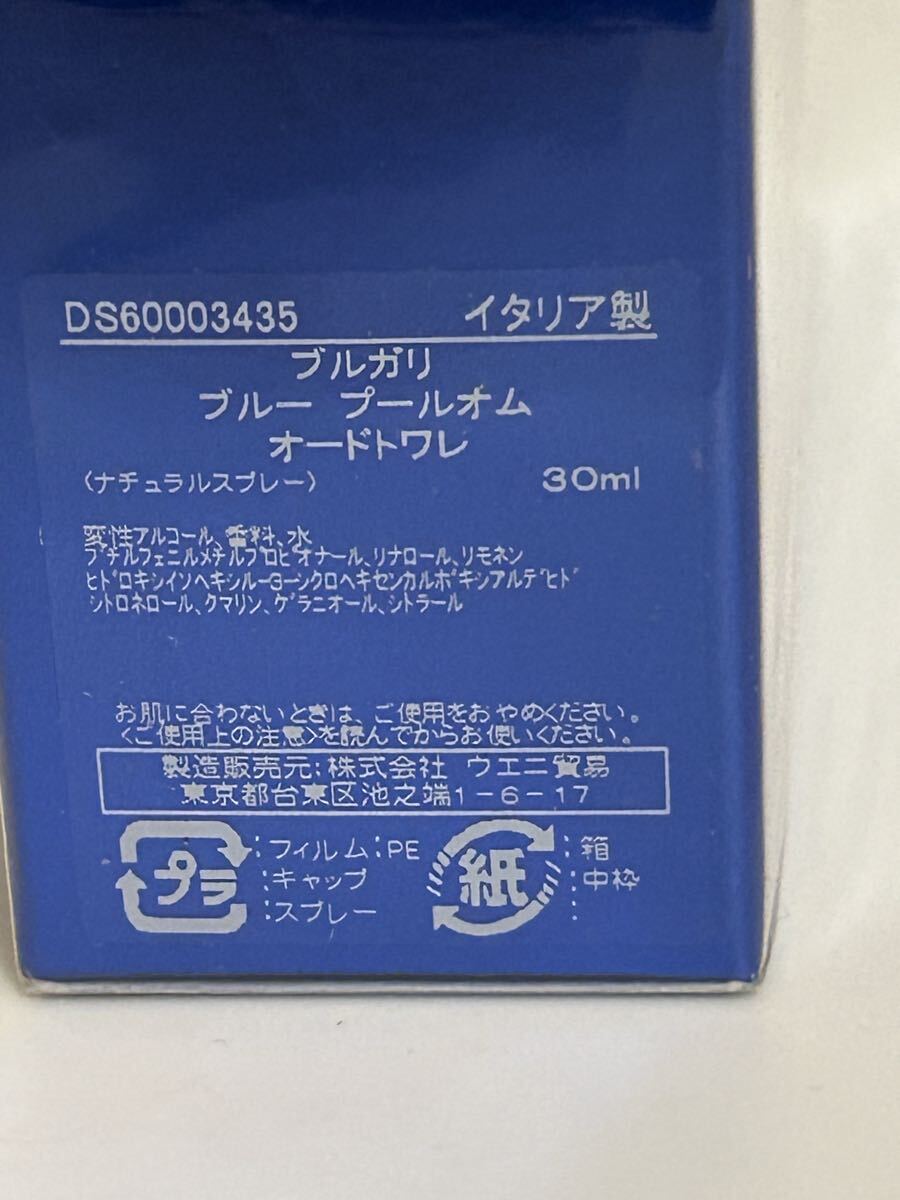 DS60003435 イタリア製
ブルガリ
ブルー プールオム
オードトワレ
(ナチュラルスプレー) 30ml
変性アルコール、香料、水
ブチルフェニルメチルプロピオナール、リナロール、リモネン
ヒドロキシイソヘキシル-3-シクロヘキセンカルボキシアルデヒド
シトロネロール、クマリン、ゲラニオール、シトラール
お肌に合わないときは、ご使用をおやめください。
〈ご使用上の注意〉を読んでからお使いください。
製造販売元:株式会社 ウエニ貿易
東京都台東区池之端1-6-17
プラ :フィルム:PE
:キャップ
:スプレー
紙 :箱
:中枠
: